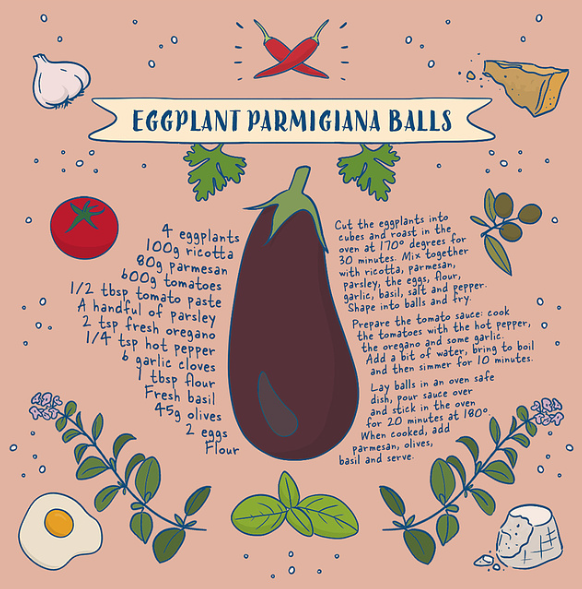 EGGPLANT PARMIGIANA BALLS
4 eggplants
100g ricotta
80g parmesan
600g tomatoes
1/2 tbsp tomato paste
A handful of parsley
2 tsp fresh oregano
1/4 tsp hot pepper
6 garlic cloves
1 tbsp flour
Fresh basil
45g olives
2 eggs
Flour
Cut the eggplants into
cubes and roast in the
oven at 170° degrees for
30 minutes. Mix together
with ricotta, parmesan,
parsley, the eggs, flour,
garlic, basil, salt and pepper.
Shape into balls and fry.
Prepare the tomato sauce: cook
the tomatoes with the hot pepper,
the oregano and some garlic.
Add a bit of water, bring to boil
and then simmer for 10 minutes.
Lay balls in an oven safe
dish, pour sauce over
and stick in the oven
for 20 minutes at 180°.
When cooked, add
parmesan, olives,
basil and serve.